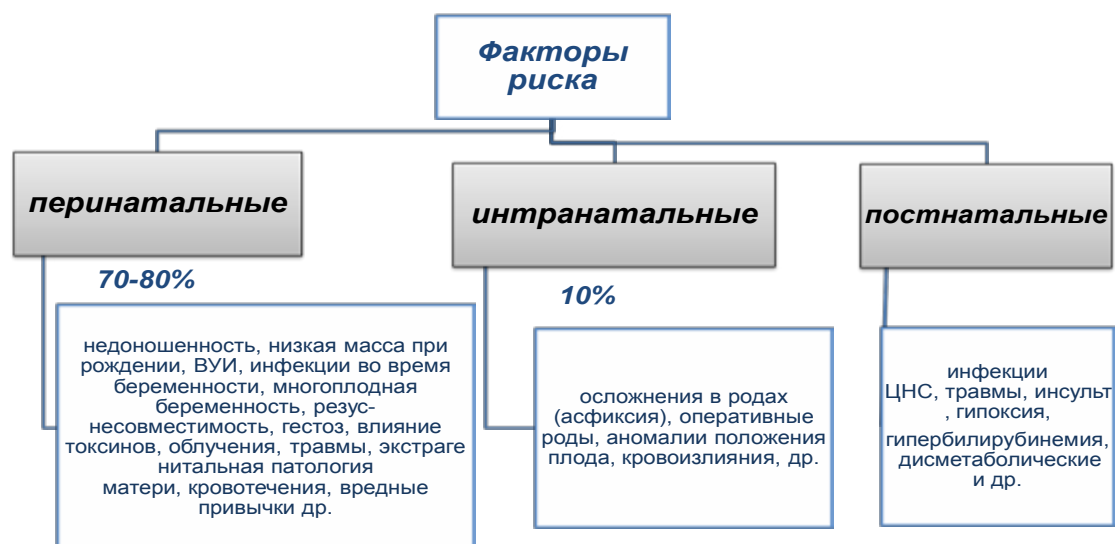 Факторы
риска
перинатальные
интранатальные
постнатальные
70-80%
10%
недоношенность, низкая масса при
рождении, ВУИ, инфекции во время
беременности, многоплодная
беременность, резус-
несовместимость, гестоз, влияние
токсинов, облучения, травмы, экстраге
нитальная патология
матери, кровотечения, вредные
привычки др.
осложнения в родах
(асфиксия), оперативные
роды, аномалии положения
плода, кровоизлияния, др.
инфекции
ЦНС, травмы, инсульт
, гипоксия,
гипербилирубинемия,
дисметаболические
и др.